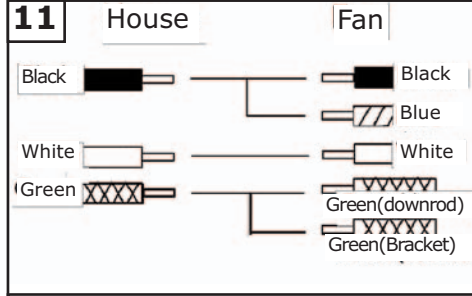 11 House Fan
Black Black
Blue
White White
Green
Green(downrod)
Green(Bracket)